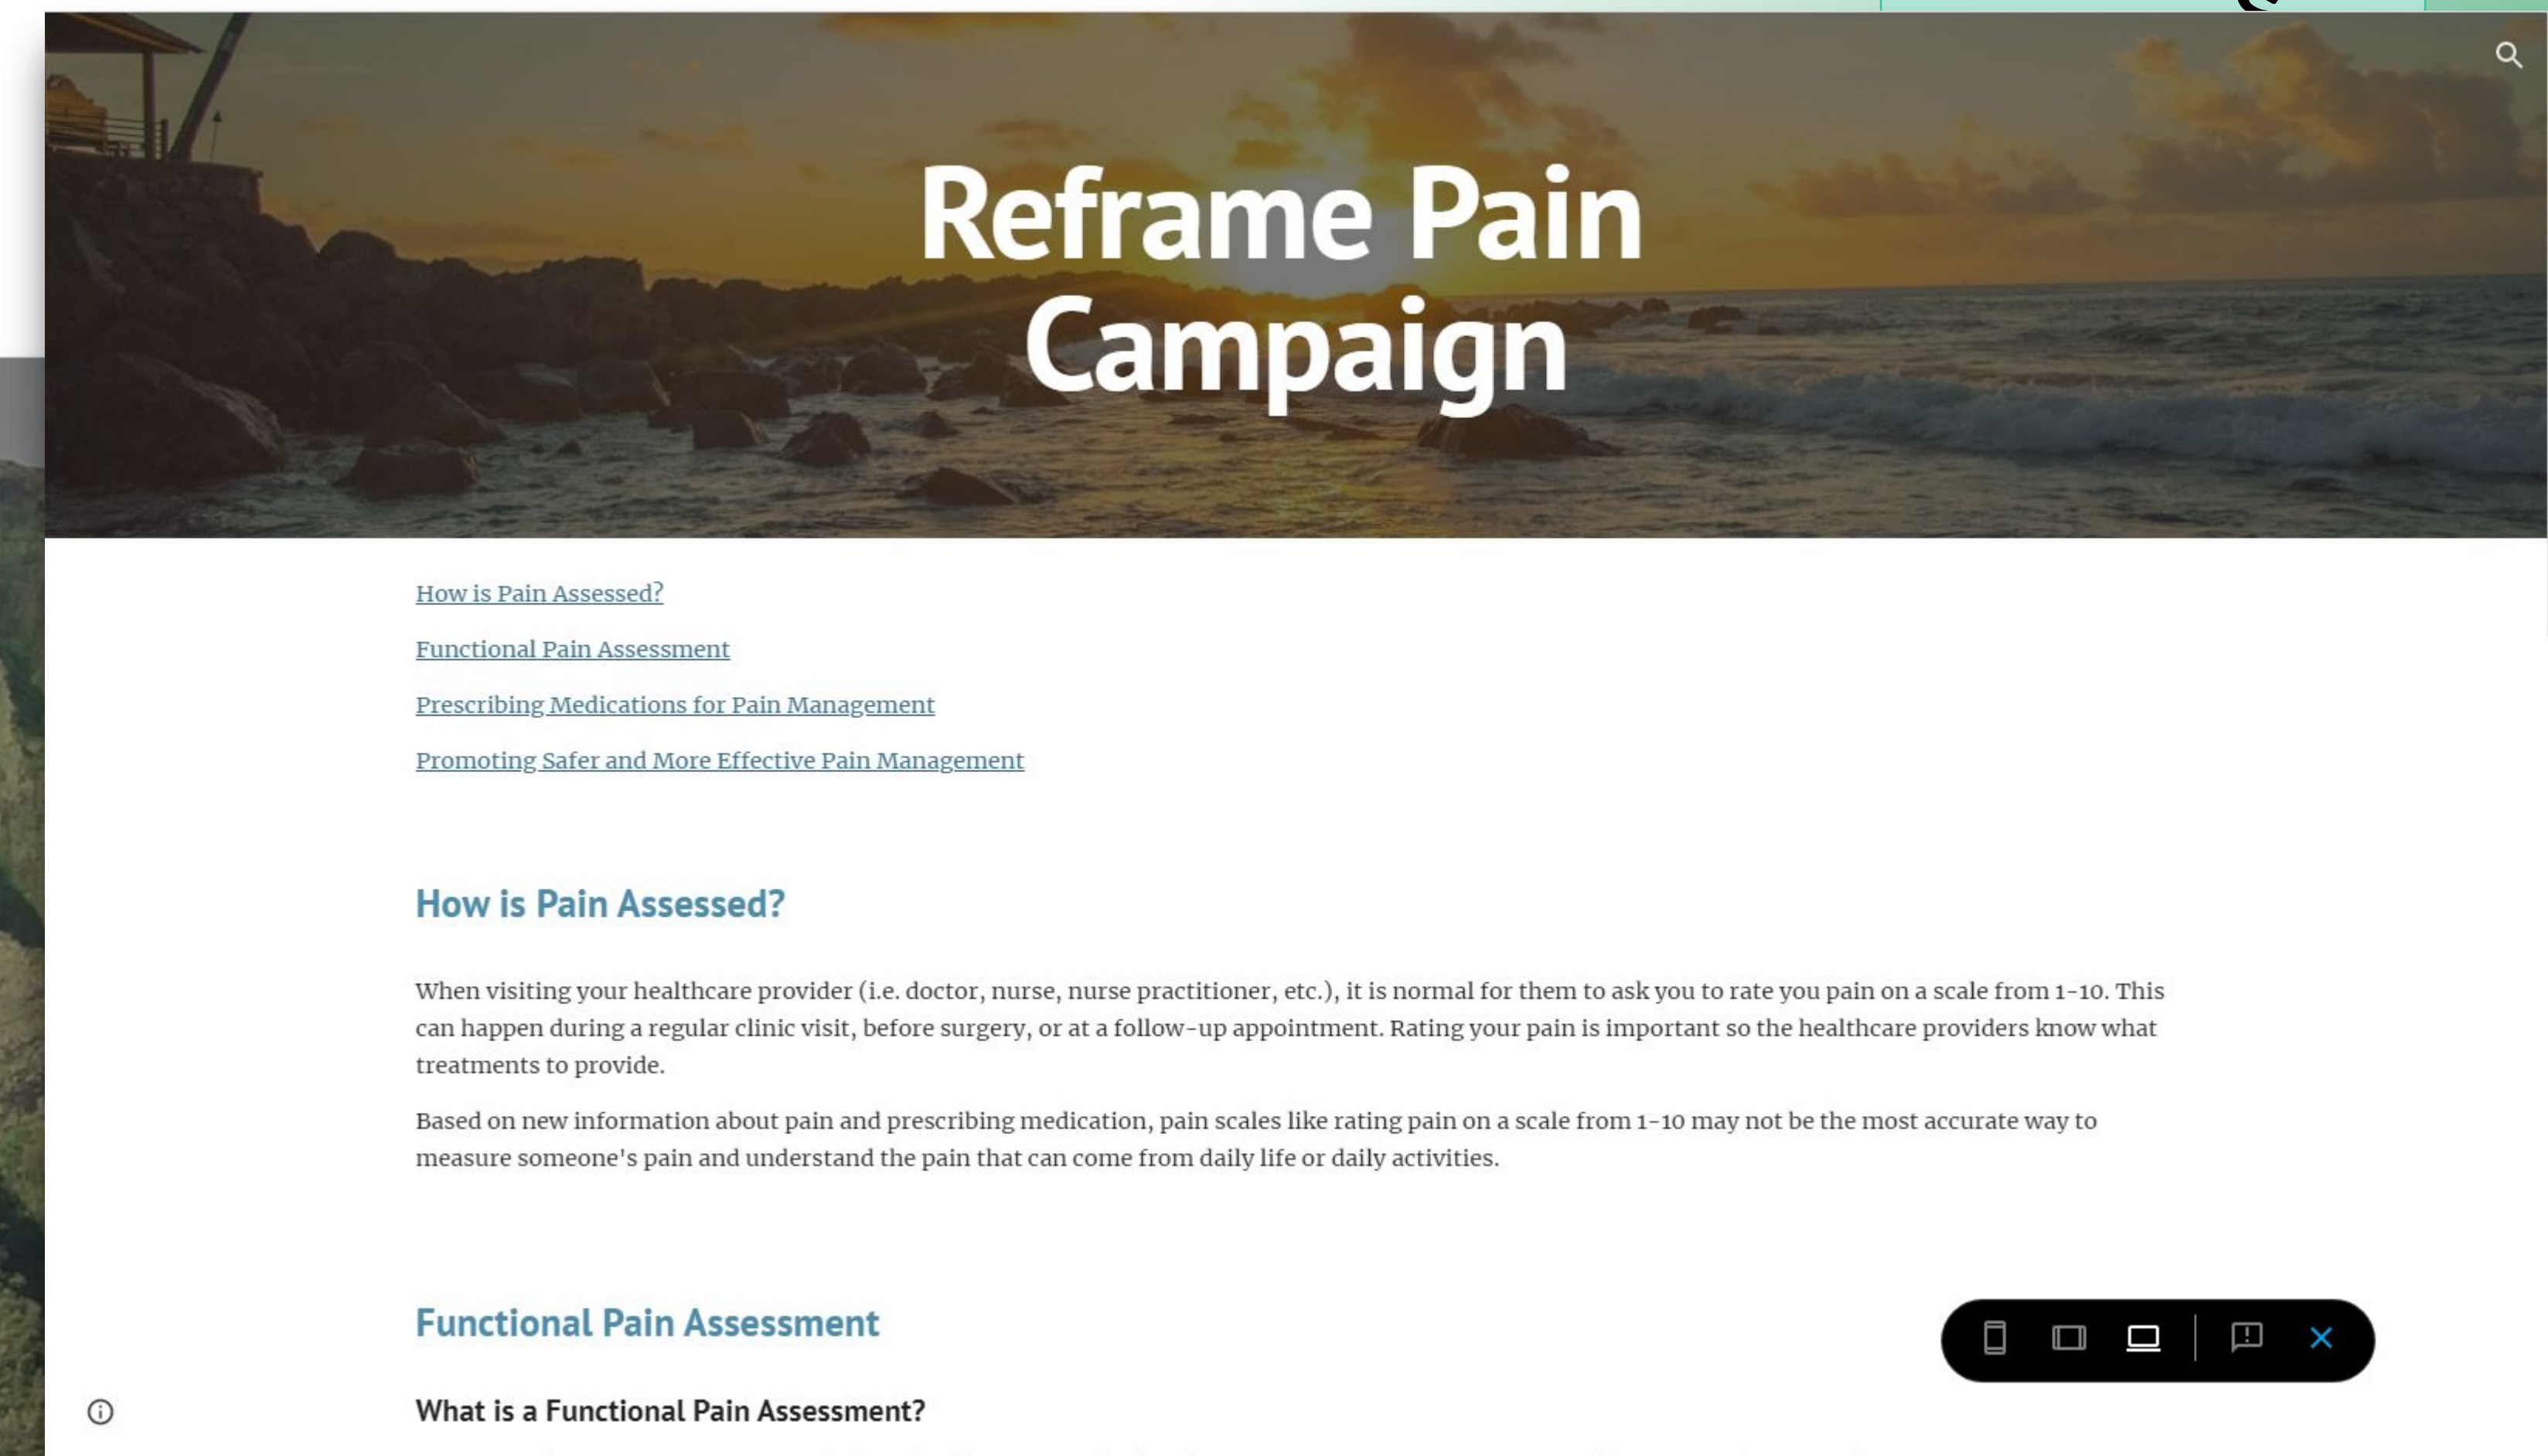 Reframe Pain
Campaign
How is Pain Assessed?
Functional Pain Assessment
Prescribing Medications for Pain Management
Promoting Safer and More Effective Pain Management
How is Pain Assessed?
When visiting your healthcare provider (i.e. doctor, nurse, nurse practitioner, etc.), it is normal for them to ask you to rate you pain on a scale from 1-10. This
can happen during a regular clinic visit, before surgery, or at a follow-up appointment. Rating your pain is important so the healthcare providers know what
treatments to provide.
Based on new information about pain and prescribing medication, pain scales like rating pain on a scale from 1-10 may not be the most accurate way to
measure someone's pain and understand the pain that can come from daily life or daily activities.
Functional Pain Assessment
What is a Functional Pain Assessment?